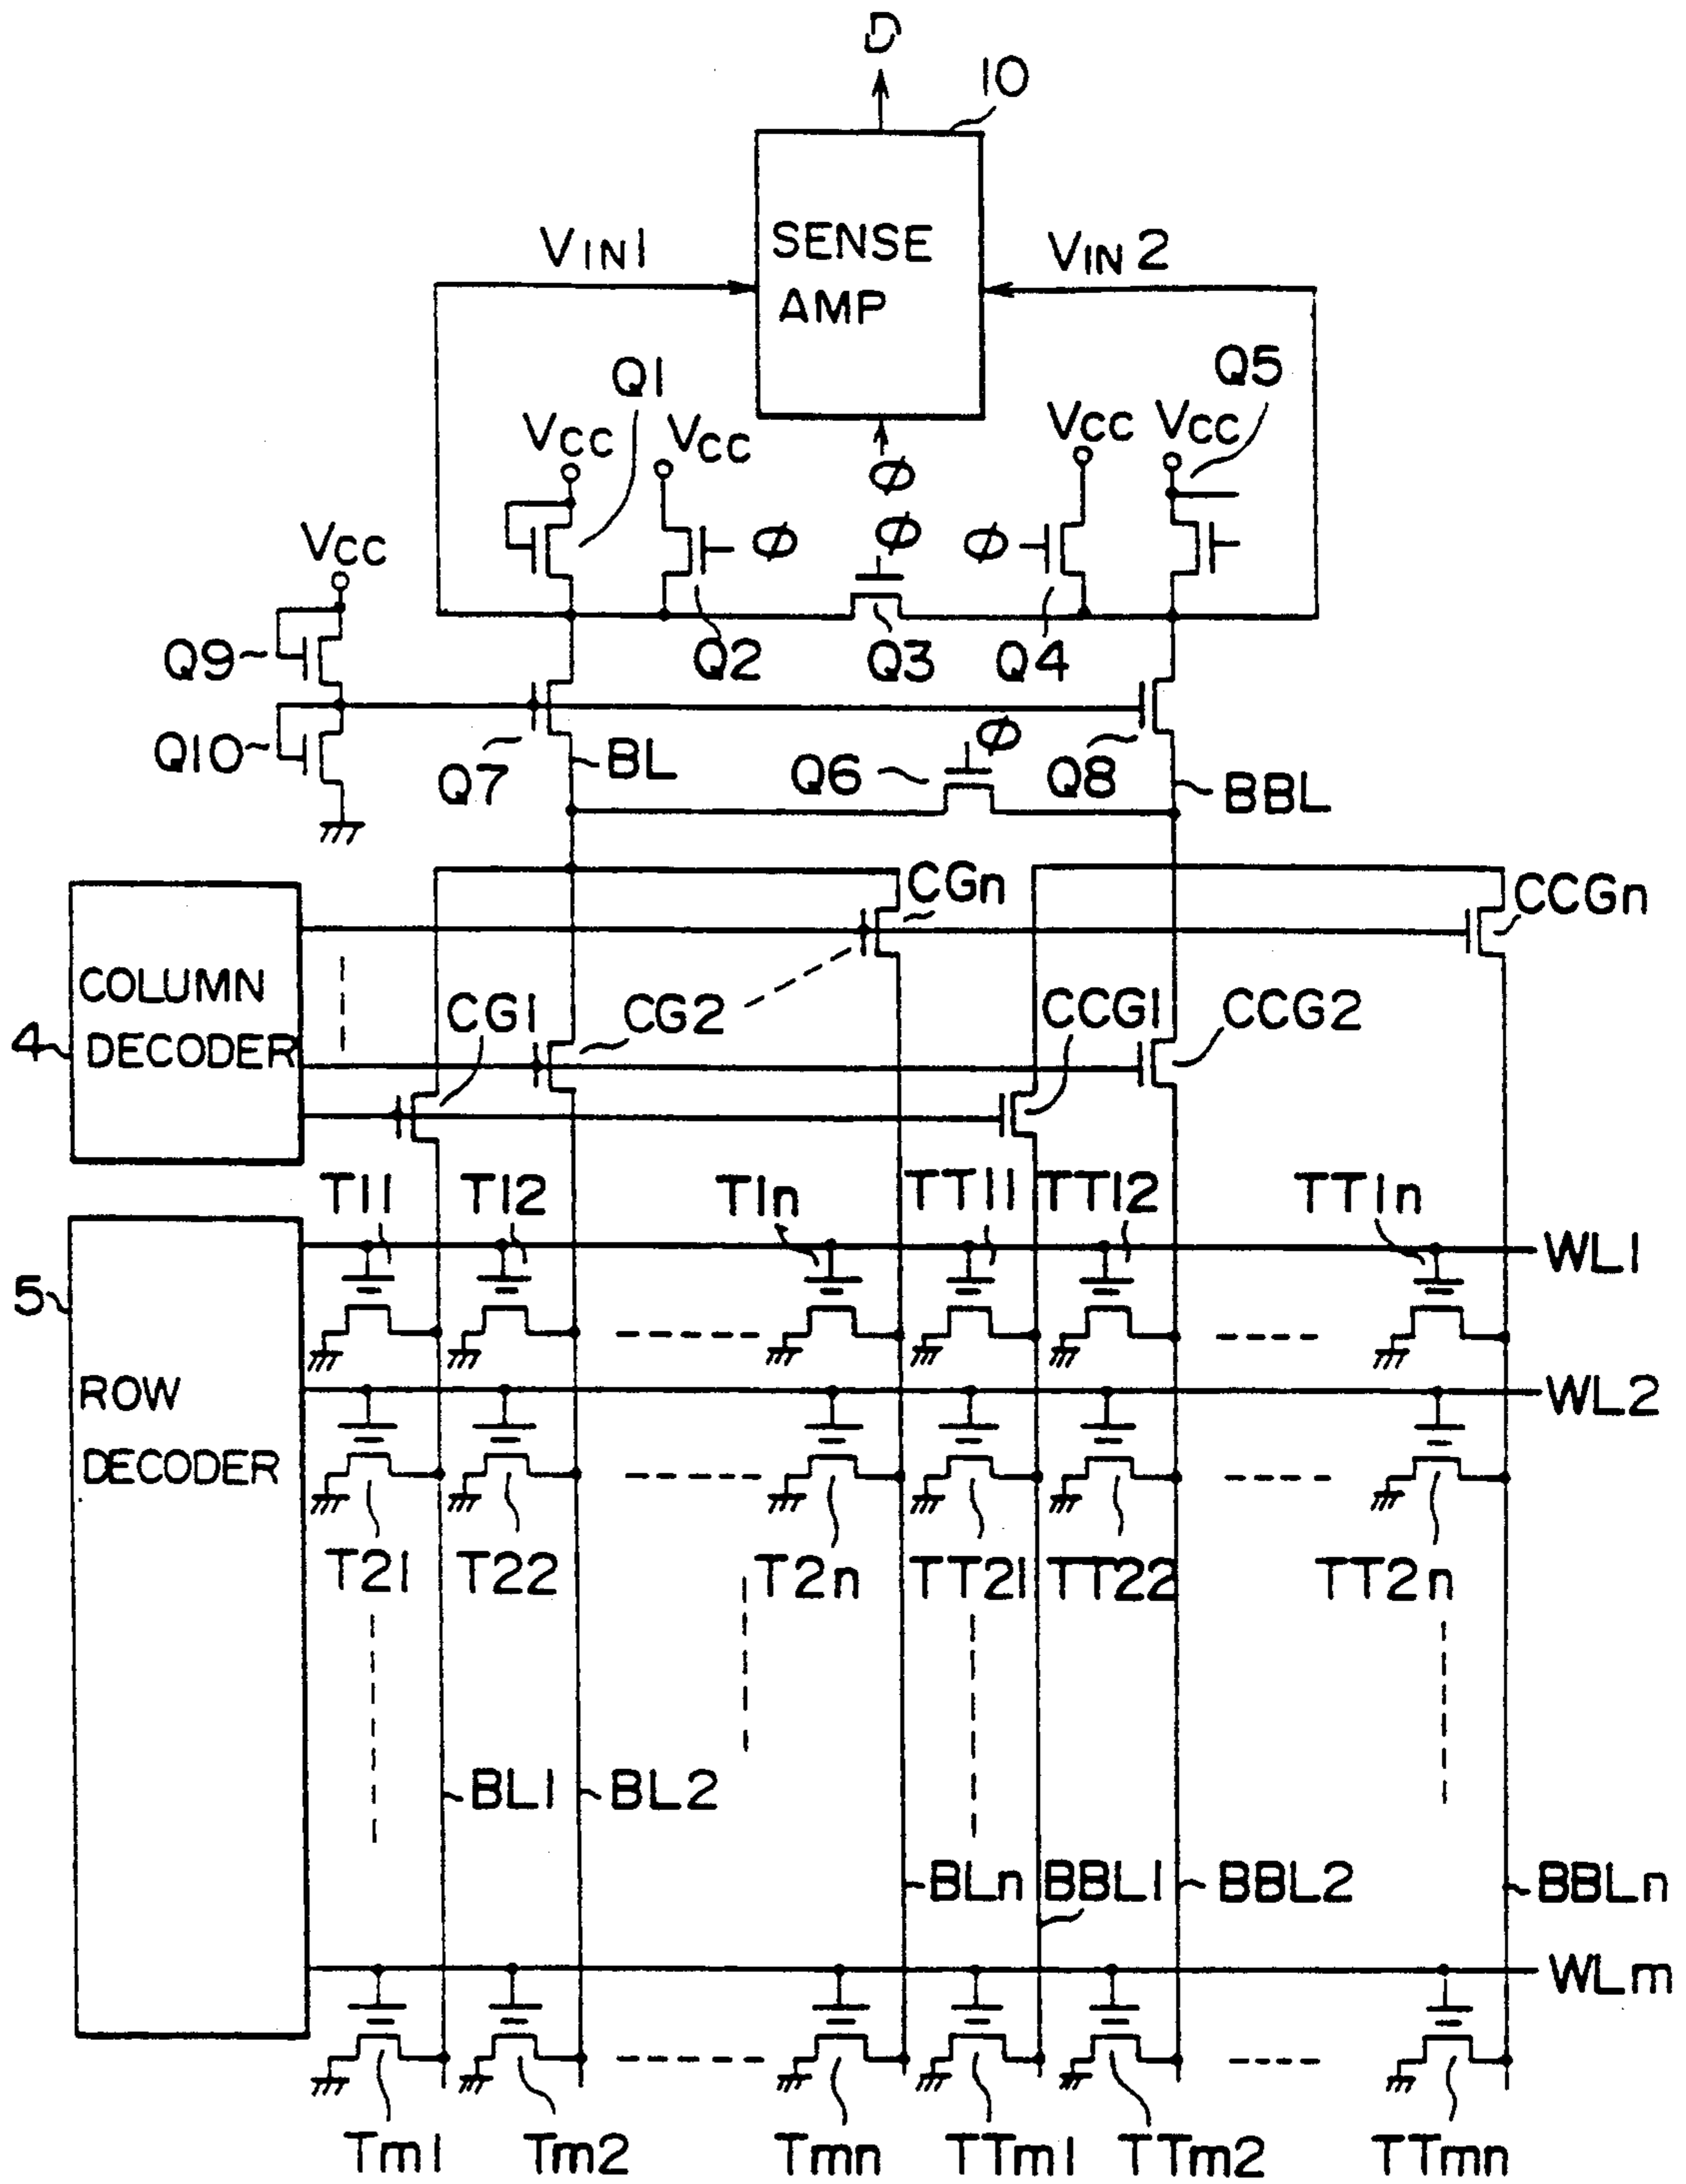 D
10
VIN1
SENSE
AMP
VIN2
Q1
Q5
VCC
VCC
VCC
VCC
φ
φ
φ
φ
VCC
Q9
Q2
Q3
Q4
Q10
Q7
BL
Q6
φ
Q8
BBL
CGn
CCGn
COLUMN
DECODER
4
CG1
CG2
CCG1
CCG2
T11
T12
T1n
TT11
TT12
TT1n
WL1
5
ROW
DECODER
WL2
T21
T22
T2n
TT21
TT22
TT2n
BL1
BL2
BLn
BBL1
BBL2
BBLn
WLm
Tm1
Tm2
Tmn
TTm1
TTm2
TTmn